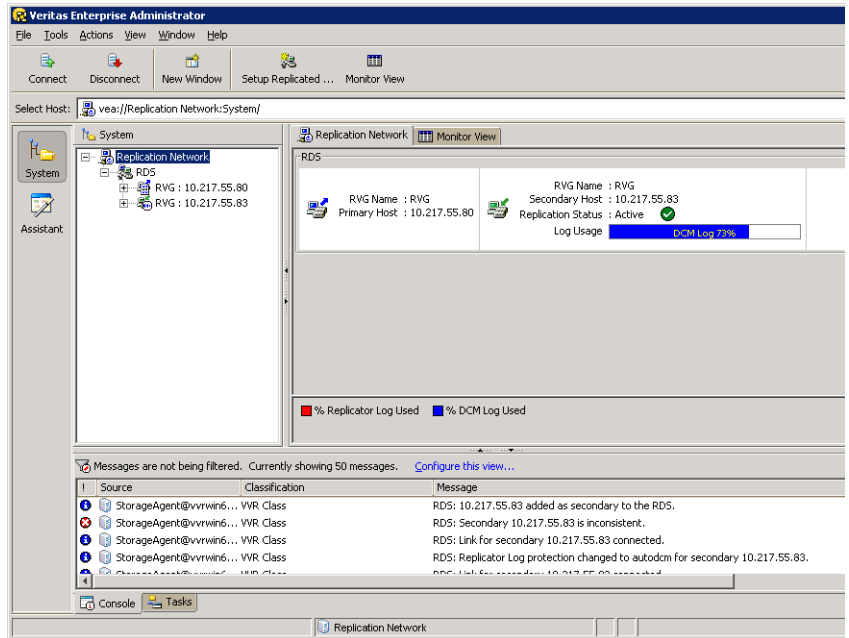 Veritas Enterprise Administrator
File Tools Actions View Window Help
Connect Disconnect New Window Setup Replicated ... Monitor View
Select Host: vea://Replication Network:System/
System
Assistant
System
Replication Network
RDS
RVG : 10.217.55.80
RVG : 10.217.55.83
Replication Network Monitor View
RDS
RVG Name : RVG
Primary Host : 10.217.55.80
RVG Name : RVG
Secondary Host : 10.217.55.83
Replication Status : Active
Log Usage DCM Log 73%
% Replicator Log Used % DCM Log Used
Messages are not being filtered. Currently showing 50 messages. Configure this view...
! Source Classification Message
StorageAgent@vvrwin6... VVR Class RDS: 10.217.55.83 added as secondary to the RDS.
StorageAgent@vvrwin6... VVR Class RDS: Secondary 10.217.55.83 is inconsistent.
StorageAgent@vvrwin6... VVR Class RDS: Link for secondary 10.217.55.83 connected.
StorageAgent@vvrwin6... VVR Class RDS: Replicator Log protection changed to autodcm for secondary 10.217.55.83.
Console Tasks
Replication Network